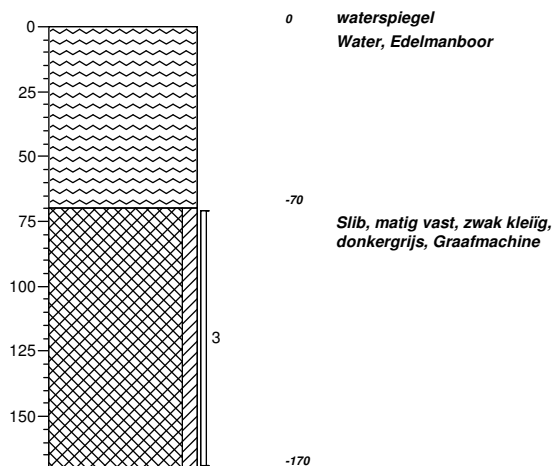 0
waterspiegel
0
Water, Edelmanboor
25
50
-70
75
Slib, matig vast, zwak kleiïg,
donkergrijs, Graafmachine
100
3
125
150
-170